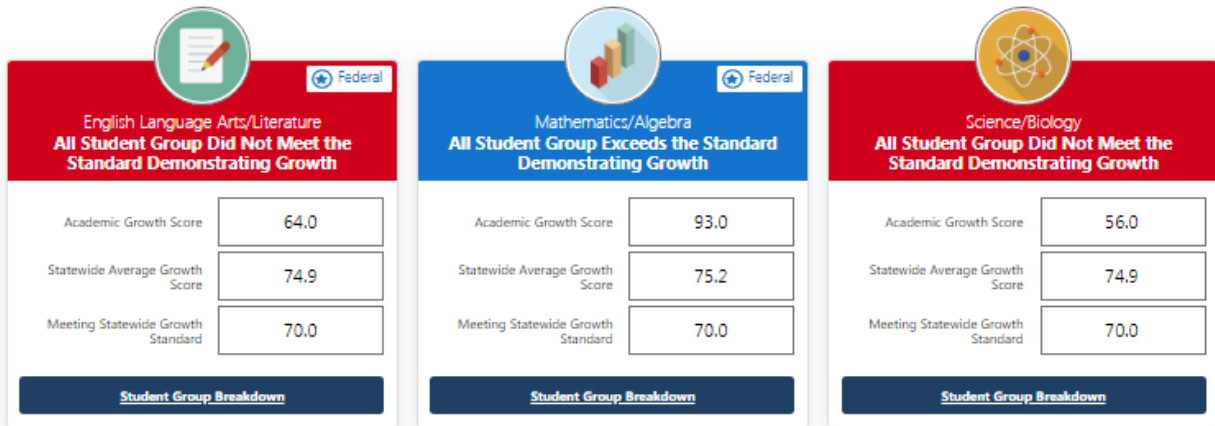 Federal
English Language Arts/Literature
All Student Group Did Not Meet the
Standard Demonstrating Growth
Academic Growth Score
64.0
Statewide Average Growth
Score
74.9
Meeting Statewide Growth
Standard
70.0
Student Group Breakdown
Federal
Mathematics/Algebra
All Student Group Exceeds the Standard
Demonstrating Growth
Academic Growth Score
93.0
Statewide Average Growth
Score
75.2
Meeting Statewide Growth
Standard
70.0
Student Group Breakdown
Science/Biology
All Student Group Did Not Meet the
Standard Demonstrating Growth
Academic Growth Score
56.0
Statewide Average Growth
Score
74.9
Meeting Statewide Growth
Standard
70.0
Student Group Breakdown